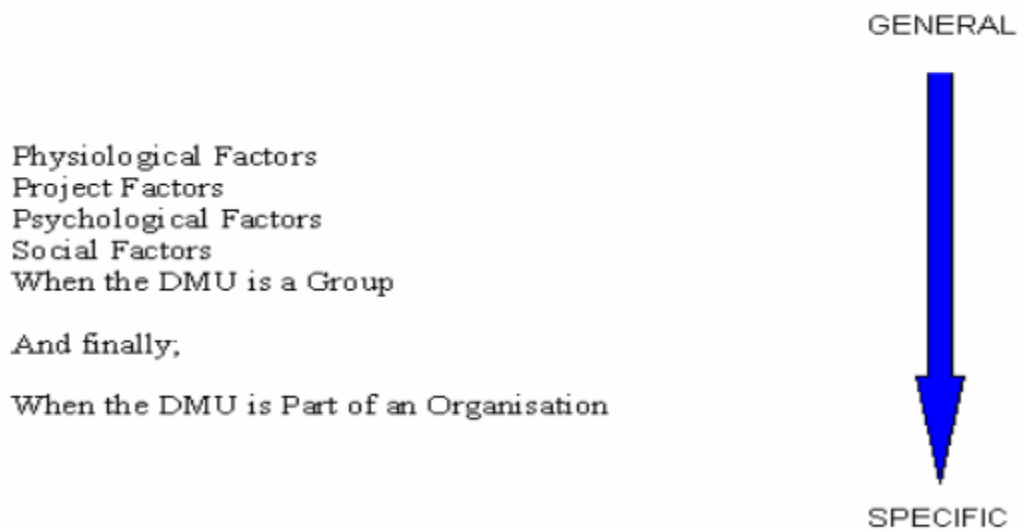 GENERAL
Physiological Factors
Project Factors
Psychological Factors
Social Factors
When the DMU is a Group
And finally;
When the DMU is Part of an Organisation
SPECIFIC